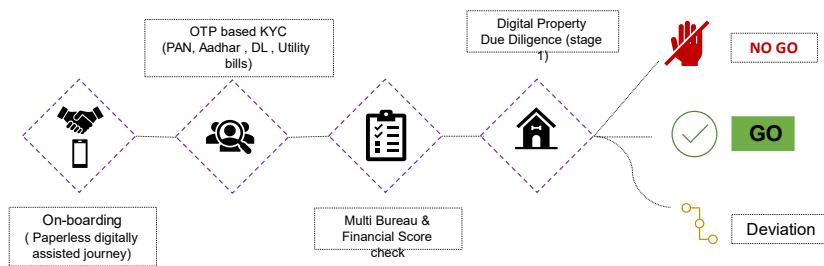 OTP based KYC
(PAN, Aadhar , DL , Utility
bills)
Digital Property
Due Diligence (stage
1)
NO GO
GO
On-boarding
( Paperless digitally
assisted journey)
Multi Bureau &
Financial Score
check
Deviation